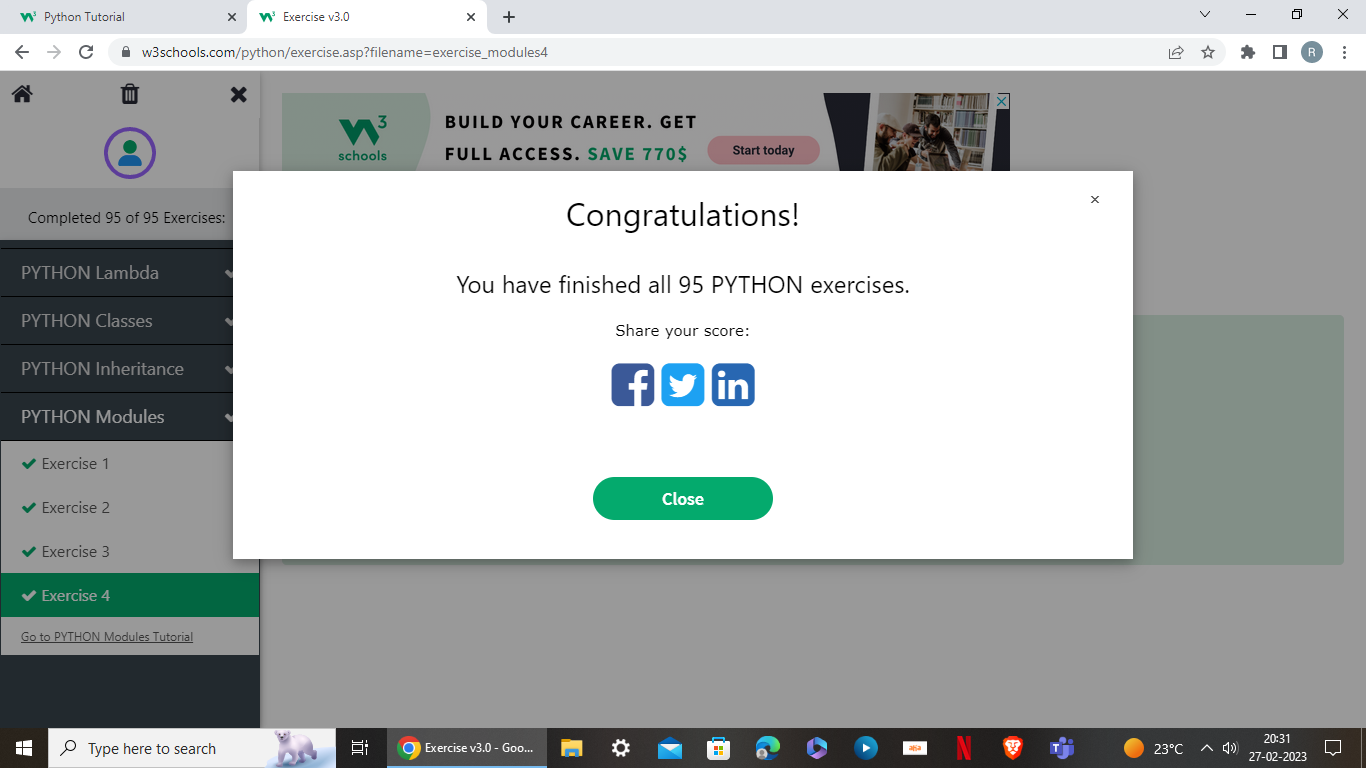 Python Tutorial
Exercise v3.0
w3schools.com/python/exercise.asp?filename=exercise_modules4
R
W3
schools
BUILD YOUR CAREER. GET
FULL ACCESS. SAVE 770$
Start today
Completed 95 of 95 Exercises:
PYTHON Lambda
PYTHON Classes
PYTHON Inheritance
PYTHON Modules
Exercise 1
Exercise 2
Exercise 3
Exercise 4
Go to PYTHON Modules Tutorial
Congratulations!
You have finished all 95 PYTHON exercises.
Share your score:
Close
Type here to search
Exercise v3.0 - Goo...
23°C
20:31
27-02-2023